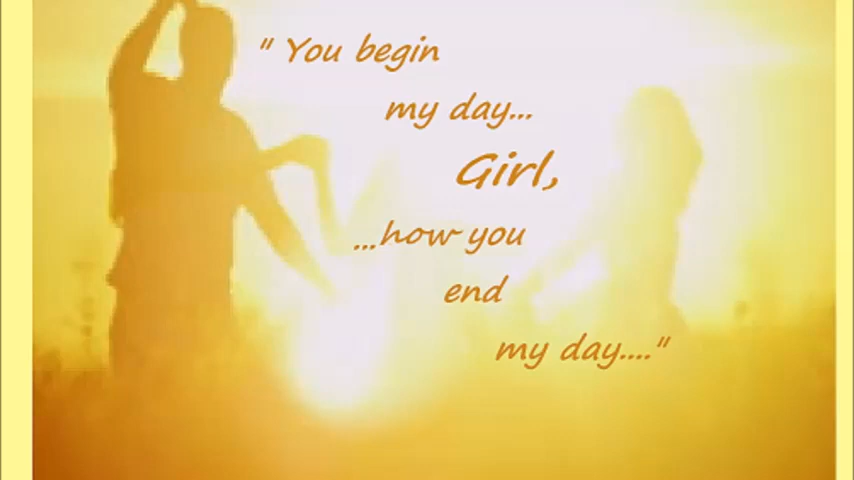 " You begin
my day...
Girl,
...how you
end
my day...."